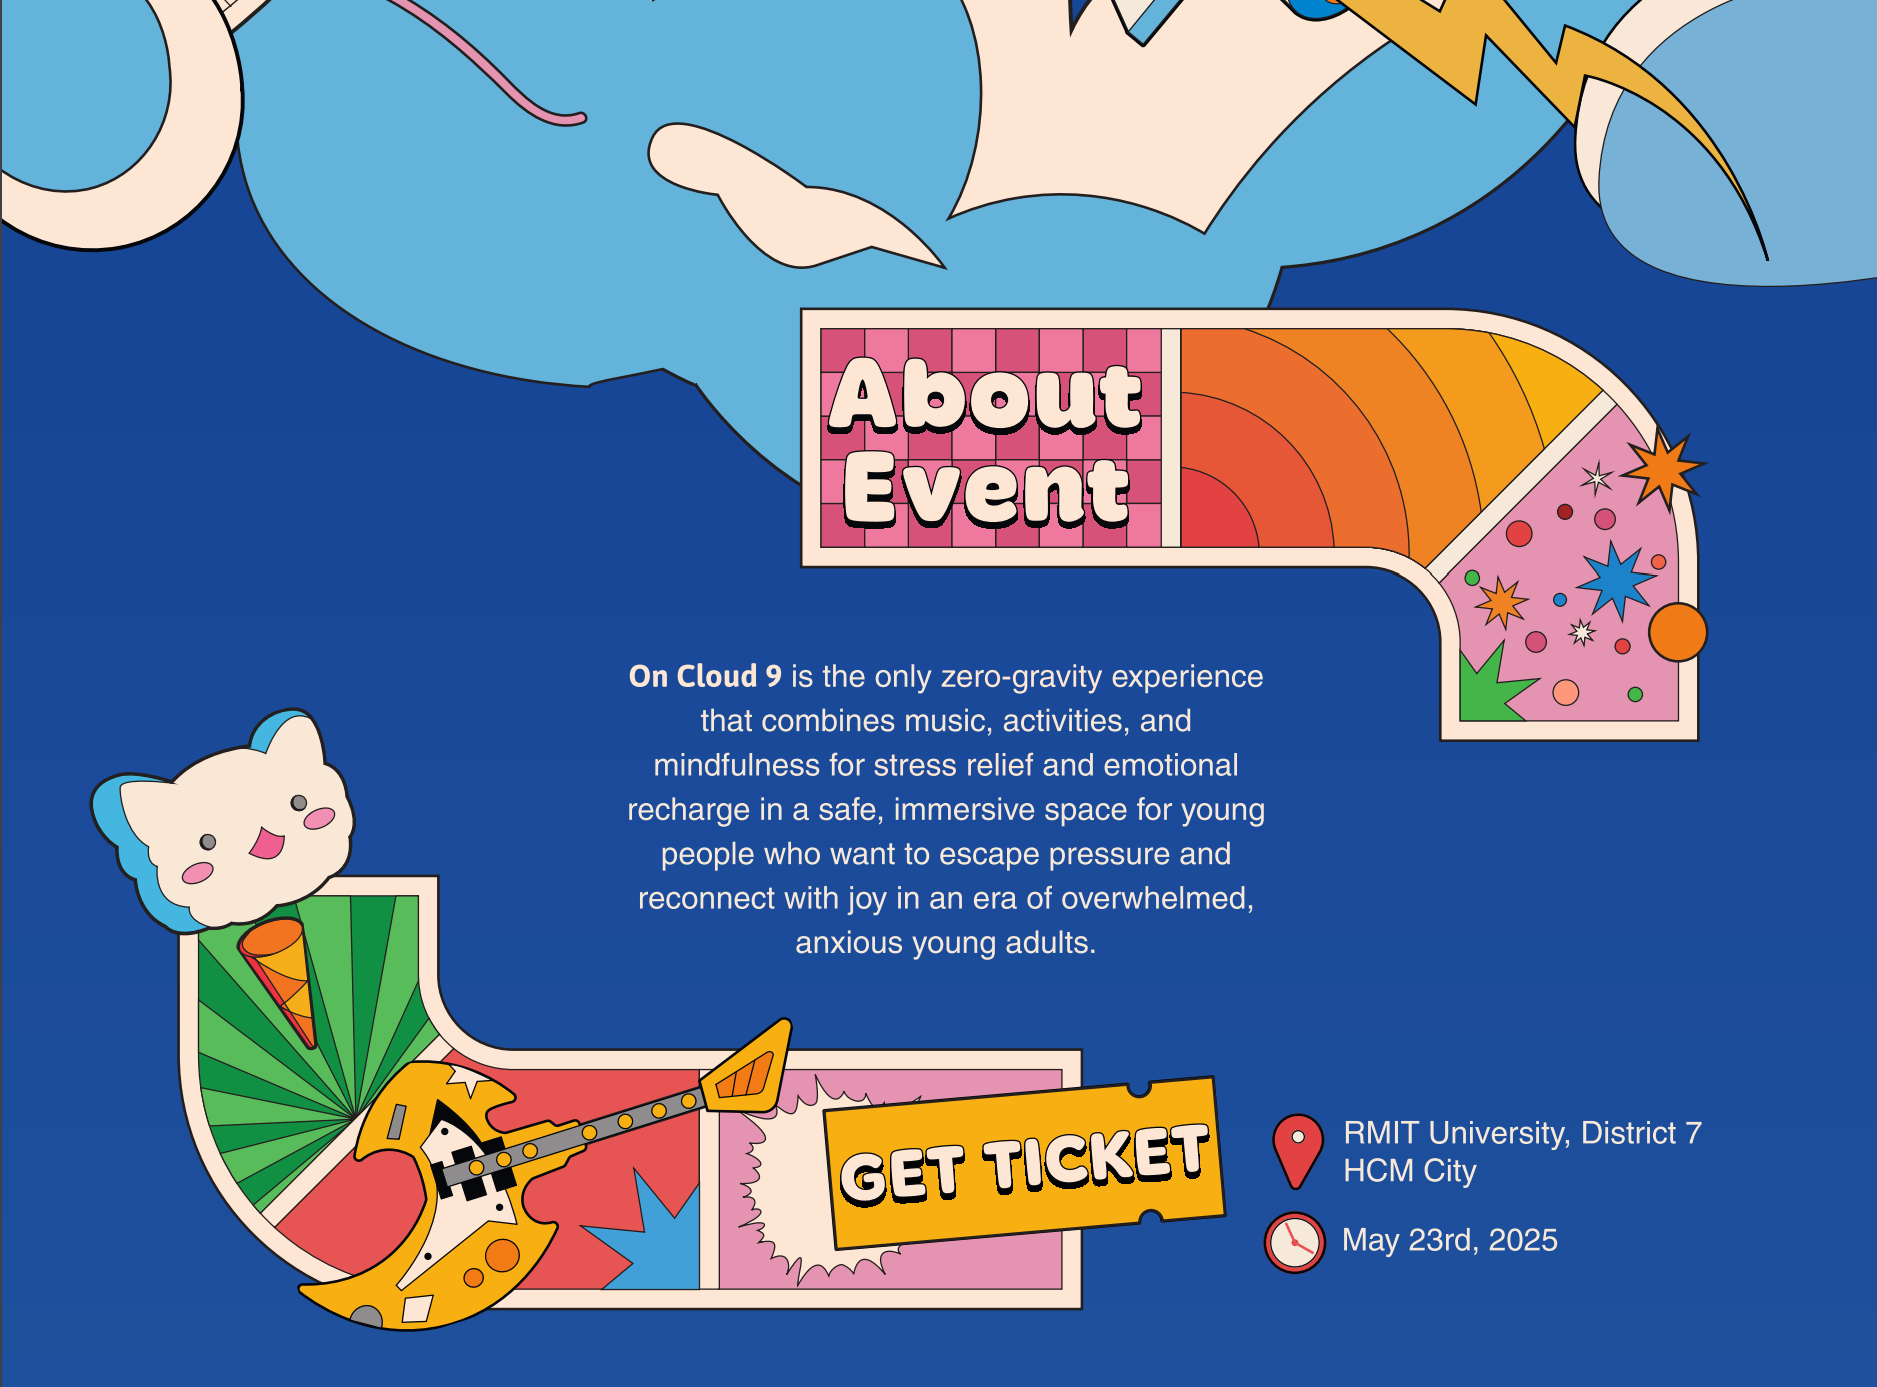 About
Event
On Cloud 9 is the only zero-gravity experience
that combines music, activities, and
mindfulness for stress relief and emotional
recharge in a safe, immersive space for young
people who want to escape pressure and
reconnect with joy in an era of overwhelmed,
anxious young adults.
GET TICKET
RMIT University, District 7
HCM City
May 23rd, 2025